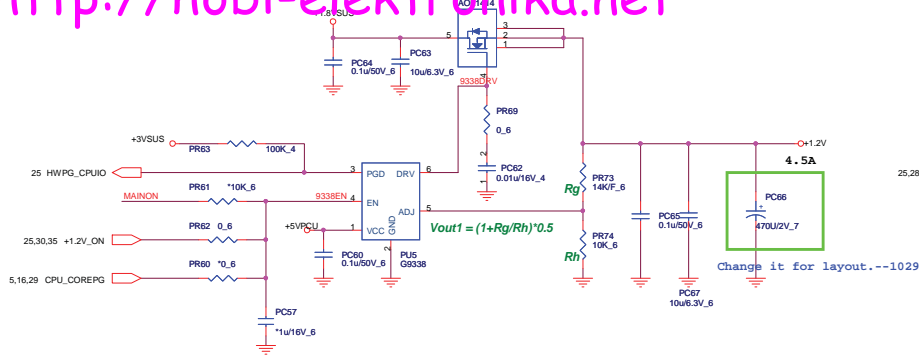 http://hobi-elektronika.net
+1.8VSUS
5
3
2
1
4
PC64
0.1u/50V_6
PC63
10u/6.3V_6
9338DRV
PR69
0_6
2
1
PC62
0.01u/16V_4
+3VSUS
PR63
100K_4
25 HWPG_CPUIO
3
PGD
DRV
6
PR61
*10K_6
MAINON
9338EN
4
EN
ADJ
5
PR62
0_6
25,30,35 +1.2V_ON
+5VPCU
1
VCC
GND
2
PU5
G9338
PR60
*0_6
5,16,29 CPU_COREPG
PC60
0.1u/50V_6
PC57
*1u/16V_6
Vout1 = (1+Rg/Rh)*0.5
Rg
PR73
14K/F_6
Rh
PR74
10K_6
+1.2V
4.5A
25,28
PC65
0.1u/50V_6
PC67
10u/6.3V_6
+
PC66
470U/2V_7
Change it for layout.--1029